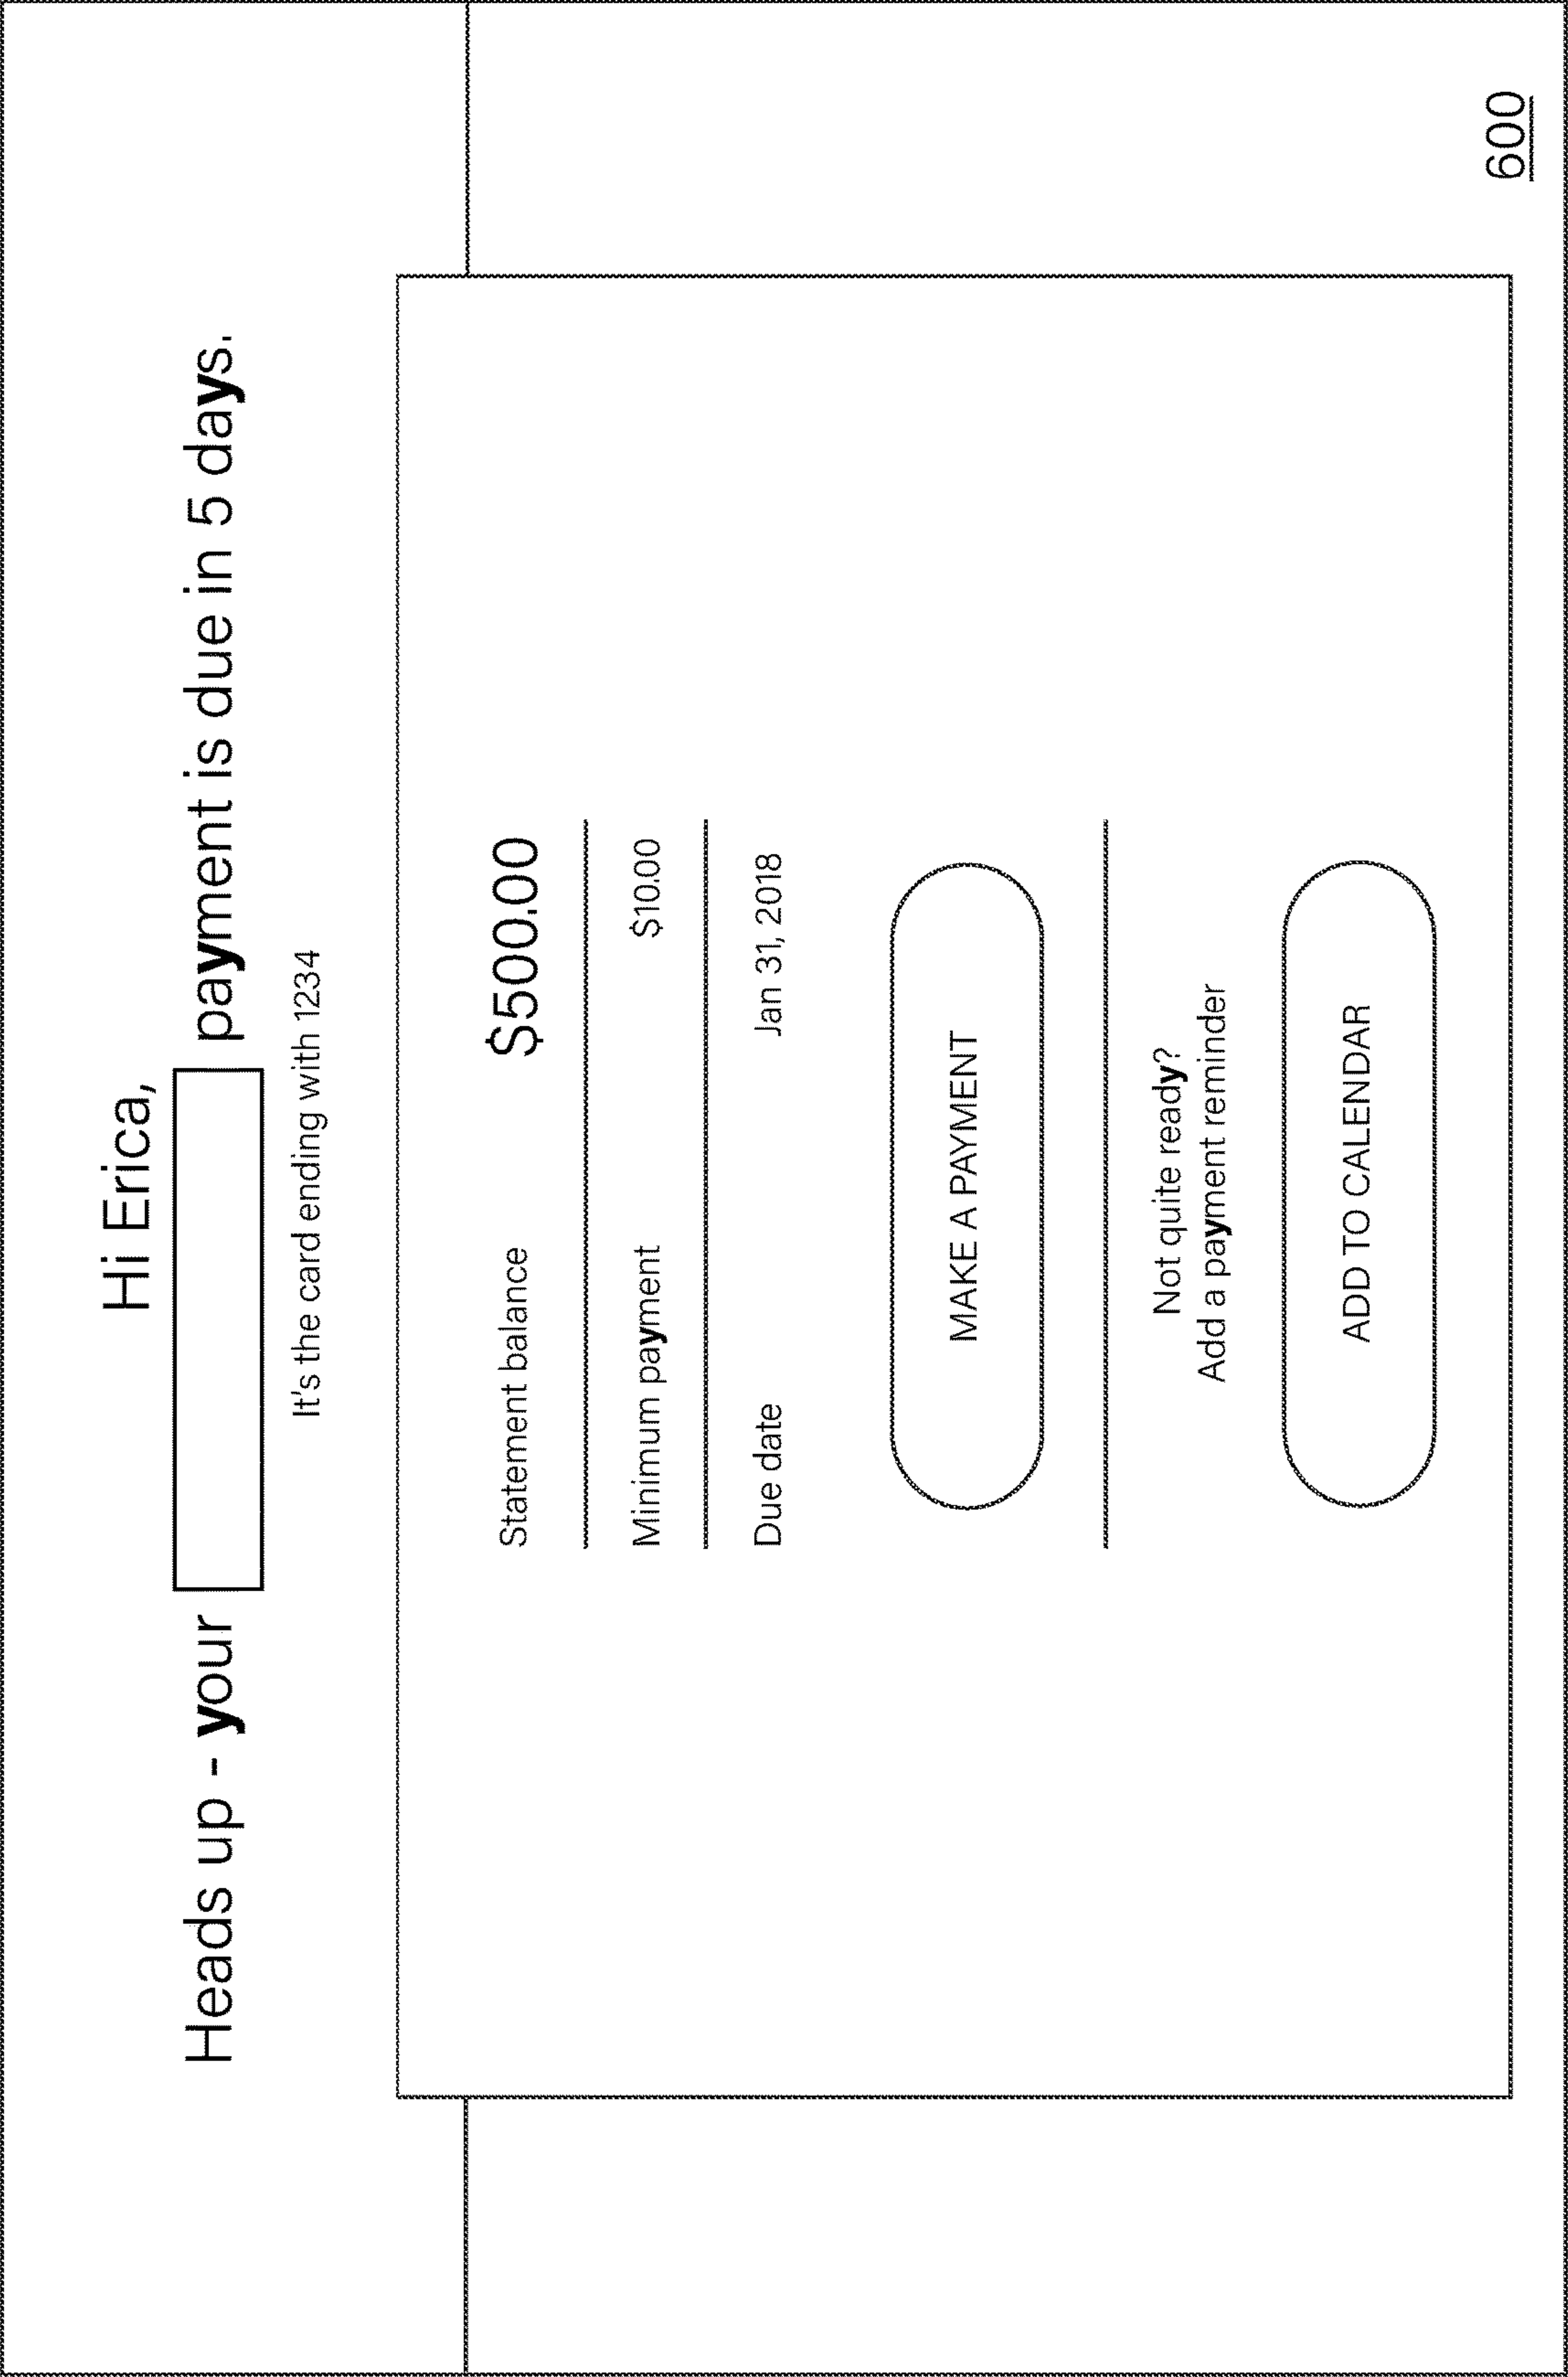 Hi Erica,
Heads up - your payment is due in 5 days.
It's the card ending with 1234
Statement balance $500.00
Minimum payment $10.00
Due date Jan 31, 2018
MAKE A PAYMENT
Not quite ready?
Add a payment reminder
ADD TO CALENDAR
600